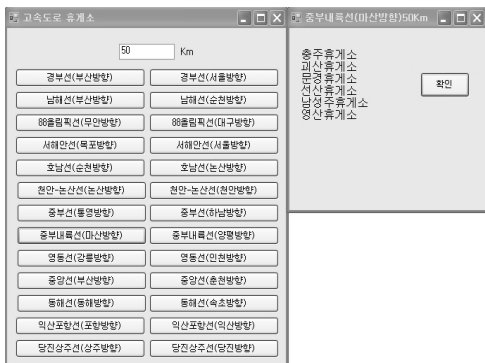 고속도로 휴게소
50 Km
경부선(부산방향) 경부선(서울방향)
남해선(부산방향) 남해선(순천방향)
88올림픽선(무안방향) 88올림픽선(대구방향)
서해안선(목포방향) 서해안선(서울방향)
호남선(순천방향) 호남선(논산방향)
천안-논산선(논산방향) 천안-논산선(천안방향)
중부선(통영방향) 중부선(하남방향)
중부내륙선(마산방향) 중부내륙선(양평방향)
영동선(강릉방향) 영동선(인천방향)
중앙선(부산방향) 중앙선(춘천방향)
동해선(동해방향) 동해선(속초방향)
익산포항선(포항방향) 익산포항선(익산방향)
당진상주선(상주방향) 당진상주선(당진방향)
중부내륙선(마산방향)50Km
충주휴게소
괴산휴게소
문경휴게소
선산휴게소
남성주휴게소
영산휴게소
확인